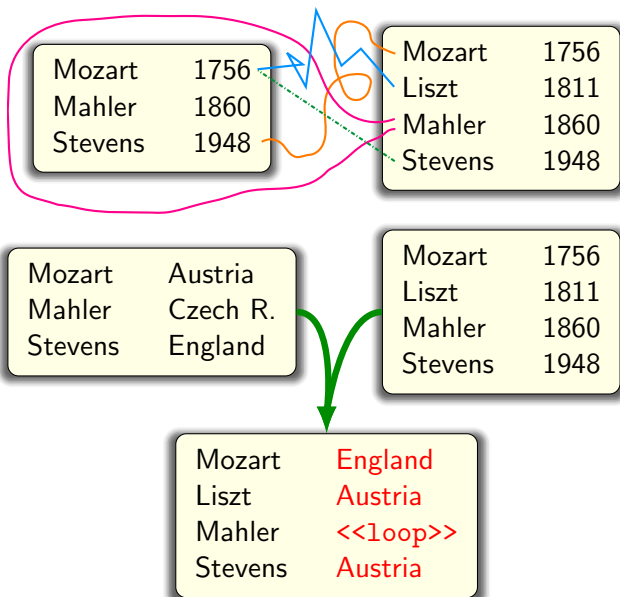 Mozart 1756
Mahler 1860
Stevens 1948
Mozart 1756
Liszt 1811
Mahler 1860
Stevens 1948
Mozart Austria
Mahler Czech R.
Stevens England
Mozart 1756
Liszt 1811
Mahler 1860
Stevens 1948
Mozart England
Liszt Austria
Mahler <<loop>>
Stevens Austria